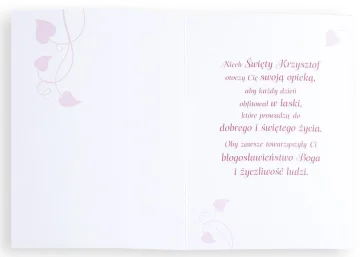 Niech Święty Krzysztof
otoczy Cię swoją opieką,
aby każdy dzień
obfitował w łaski,
które prowadzą do
dobrego i świętego życia.
Oby zawsze towarzyszyły Ci
błogosławieństwo Boga
i życzliwość ludzi.